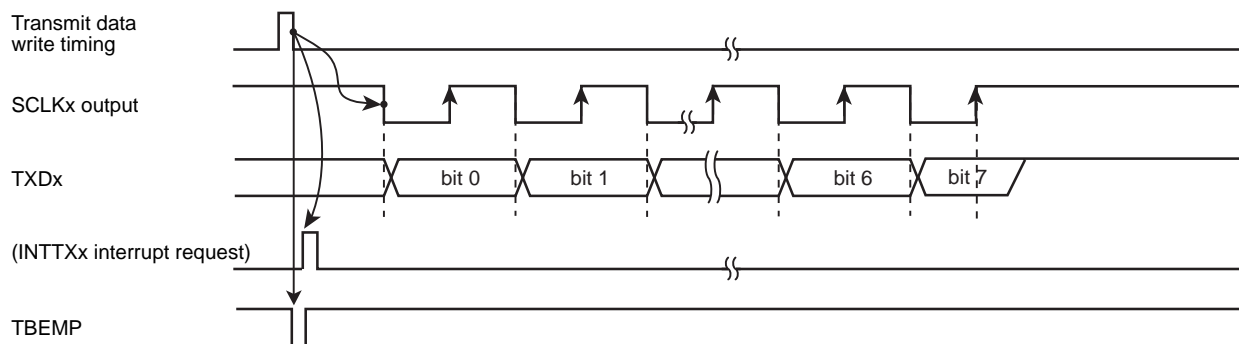 Transmit data
write timing
SCLKx output
TXDx
bit 0
bit 1
bit 6
bit 7
(INTTXx interrupt request)
TBEMP